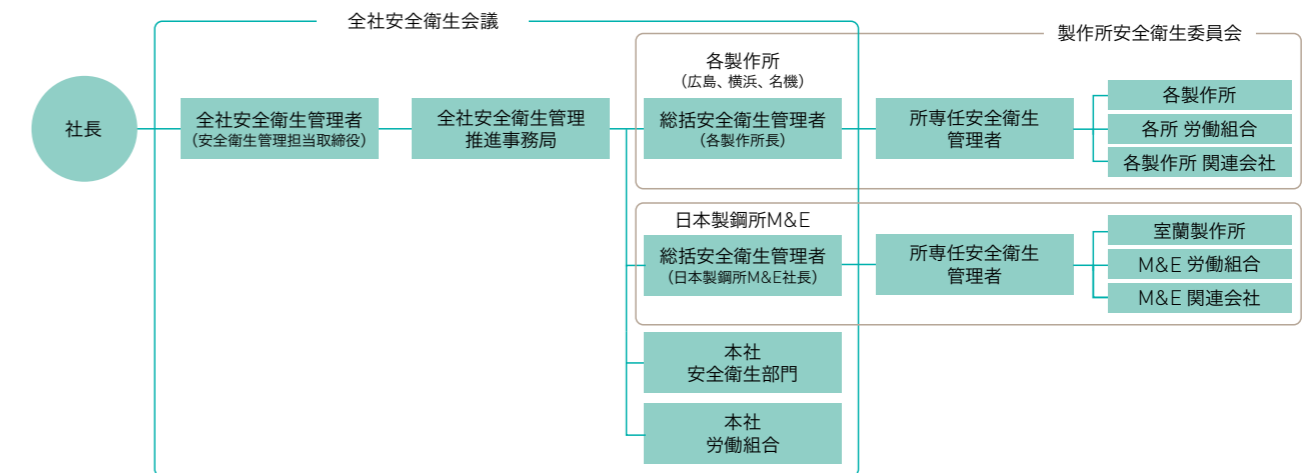 全社安全衛生会議
製作所安全衛生委員会
社長
全社安全衛生管理者
(安全衛生管理担当取締役)
全社安全衛生管理
推進事務局
各製作所
(広島、横浜、名機)
総括安全衛生管理者
(各製作所長)
所専任安全衛生
管理者
各製作所
各所 労働組合
各製作所 関連会社
日本製鋼所M&E
総括安全衛生管理者
(日本製鋼所M&E社長)
所専任安全衛生
管理者
室蘭製作所
M&E 労働組合
M&E 関連会社
本社
安全衛生部門
本社
労働組合